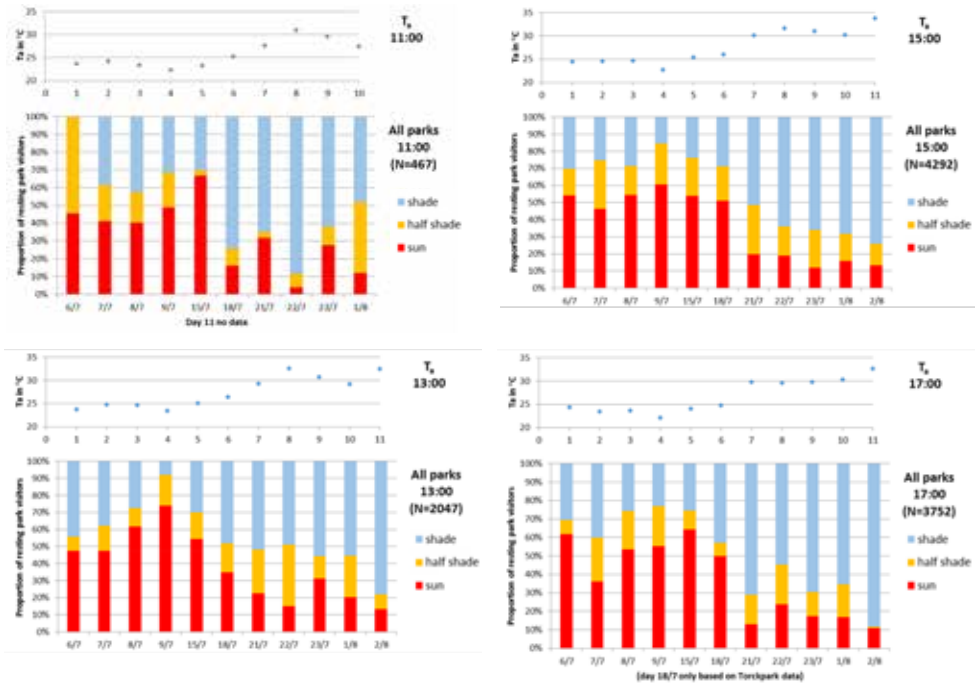 35
30
25
20
Ta in °C
0 1 2 3 4 5 6 7 8 9 10
Ta
11:00
100%
90%
80%
70%
60%
50%
40%
30%
20%
10%
0%
Proportion of resting park visitors
6/7 7/7 8/7 9/7 15/7 18/7 21/7 22/7 23/7 1/8
Day 11 no data
All parks
11:00
(N=467)
shade
half shade
sun
35
30
25
20
Ta in °C
0 1 2 3 4 5 6 7 8 9 10 11
Ta
15:00
100%
90%
80%
70%
60%
50%
40%
30%
20%
10%
0%
Proportion of resting park visitors
6/7 7/7 8/7 9/7 15/7 18/7 21/7 22/7 23/7 1/8 2/8
All parks
15:00
(N=4292)
shade
half shade
sun
35
30
25
20
Ta in °C
0 1 2 3 4 5 6 7 8 9 10 11
Ta
13:00
100%
90%
80%
70%
60%
50%
40%
30%
20%
10%
0%
Proportion of resting park visitors
6/7 7/7 8/7 9/7 15/7 18/7 21/7 22/7 23/7 1/8 2/8
All parks
13:00
(N=2047)
shade
half shade
sun
35
30
25
20
Ta in °C
0 1 2 3 4 5 6 7 8 9 10 11
Ta
17:00
100%
90%
80%
70%
60%
50%
40%
30%
20%
10%
0%
Proportion of resting park visitors
6/7 7/7 8/7 9/7 15/7 18/7 21/7 22/7 23/7 1/8 2/8
(day 18/7 only based on Torckpark data)
All parks
17:00
(N=3752)
shade
half shade
sun